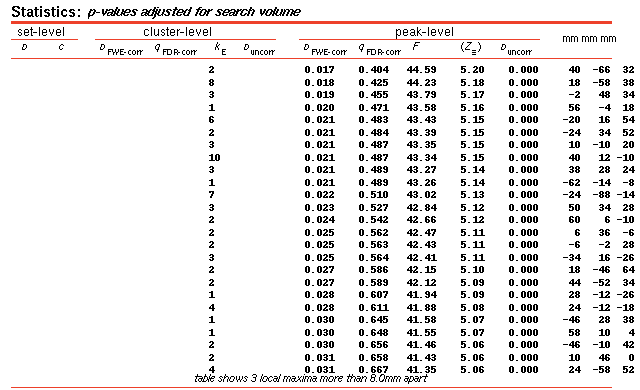 Statistics: p-values adjusted for search volume
set-level cluster-level peak-level mm mm mm
p c p FWE-corr q FDR-corr k E p uncorr p FWE-corr q FDR-corr F (Z≡) p uncorr
2 0.017 0.404 44.59 5.20 0.000 40 -66 32
8 0.018 0.425 44.23 5.18 0.000 18 -58 38
3 0.019 0.455 43.79 5.17 0.000 -2 48 34
1 0.020 0.471 43.58 5.16 0.000 56 -4 18
6 0.021 0.483 43.43 5.15 0.000 -20 16 54
2 0.021 0.484 43.39 5.15 0.000 -24 34 52
3 0.021 0.487 43.35 5.15 0.000 10 -10 20
10 0.021 0.487 43.34 5.15 0.000 40 12 -10
3 0.021 0.489 43.27 5.14 0.000 38 28 24
1 0.021 0.489 43.26 5.14 0.000 -62 -14 -8
7 0.022 0.510 43.02 5.13 0.000 -24 -88 -14
3 0.023 0.527 42.84 5.12 0.000 50 34 28
2 0.024 0.542 42.66 5.12 0.000 60 6 -10
2 0.025 0.562 42.47 5.11 0.000 6 36 -6
2 0.025 0.563 42.43 5.11 0.000 -6 -2 28
3 0.025 0.564 42.41 5.11 0.000 -34 16 -26
2 0.027 0.586 42.15 5.10 0.000 18 -46 64
2 0.027 0.589 42.12 5.09 0.000 44 -52 34
1 0.028 0.607 41.94 5.09 0.000 28 -12 -26
4 0.028 0.611 41.88 5.08 0.000 24 -12 -18
1 0.030 0.645 41.58 5.07 0.000 -46 28 38
1 0.030 0.648 41.55 5.07 0.000 58 10 4
2 0.030 0.656 41.46 5.06 0.000 -46 -10 42
2 0.031 0.658 41.43 5.06 0.000 10 46 0
4 0.031 0.667 41.35 5.06 0.000 24 -58 52
table shows 3 local maxima more than 8.0mm apart